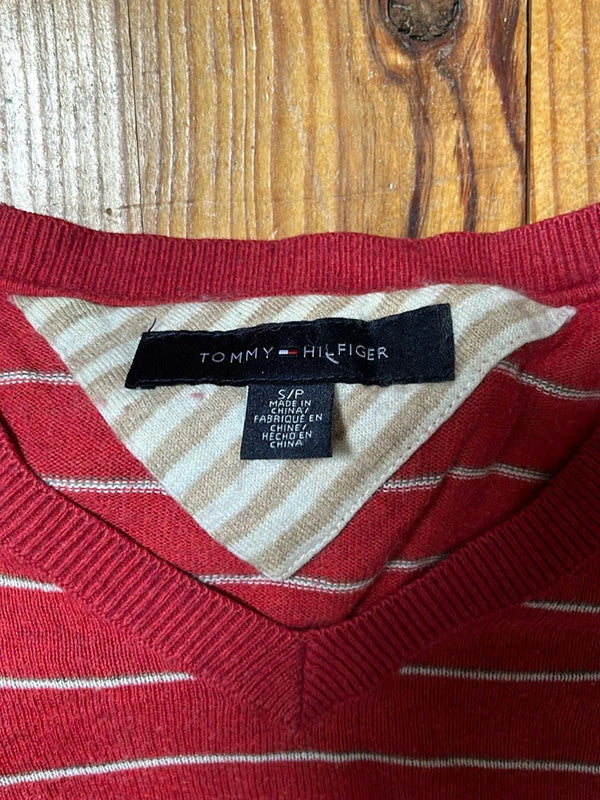 TOMMY HILFIGER
S/P
MADE IN
CHINA/
FABRIQUÉ EN
CHINE/
HECHO EN
CHINA